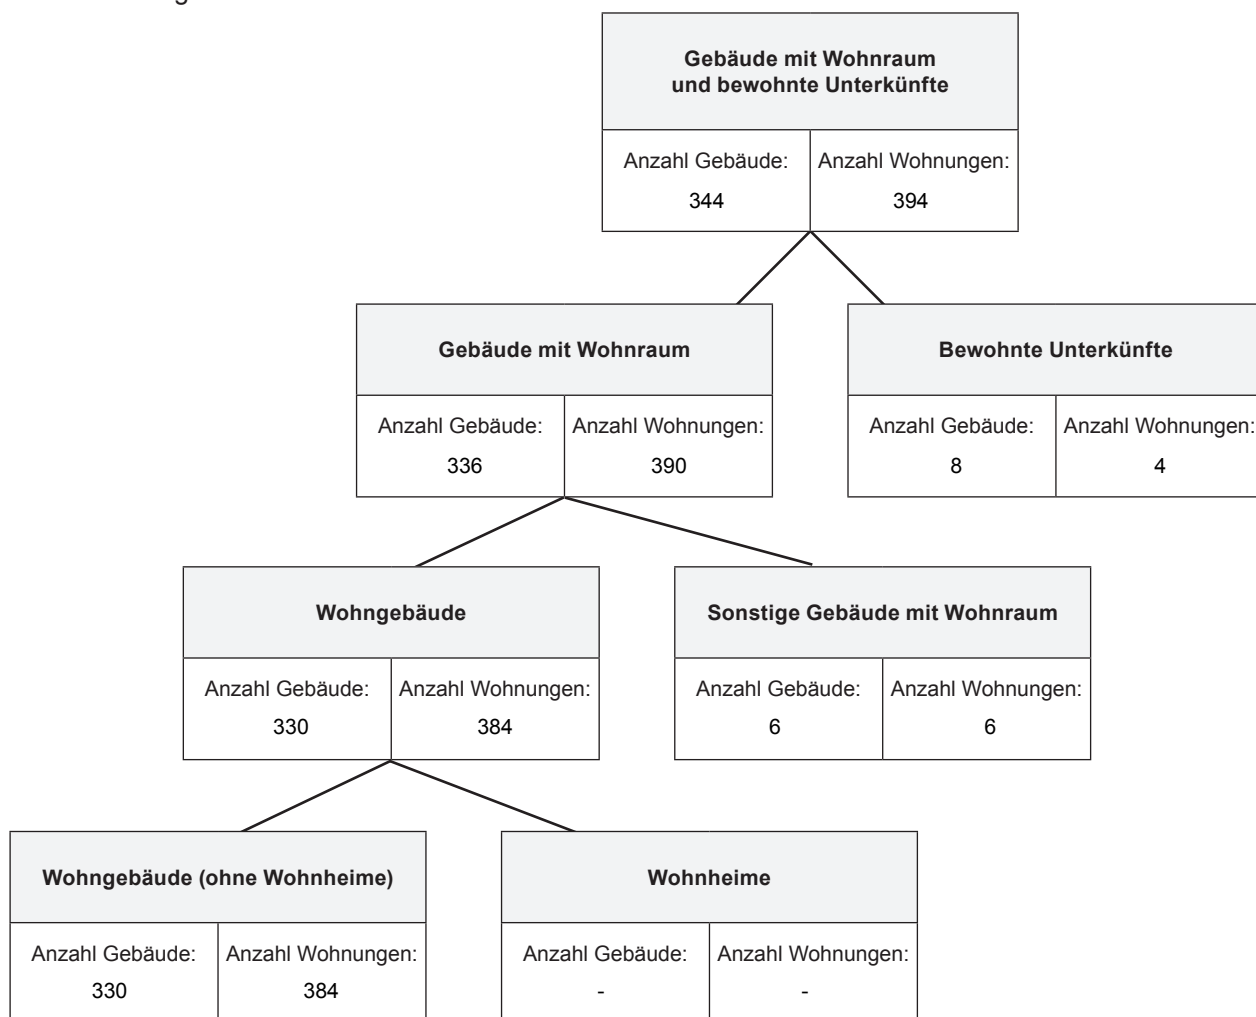 Gebäude mit Wohnraum
und bewohnte Unterkünfte
Anzahl Gebäude: Anzahl Wohnungen:
344 394
Gebäude mit Wohnraum
Bewohnte Unterkünfte
Anzahl Gebäude: Anzahl Wohnungen:
336 390
Anzahl Gebäude: Anzahl Wohnungen:
8 4
Wohngebäude
Sonstige Gebäude mit Wohnraum
Anzahl Gebäude: Anzahl Wohnungen:
330 384
Anzahl Gebäude: Anzahl Wohnungen:
6 6
Wohngebäude (ohne Wohnheime)
Wohnheime
Anzahl Gebäude: Anzahl Wohnungen:
330 384
Anzahl Gebäude: Anzahl Wohnungen:
- -